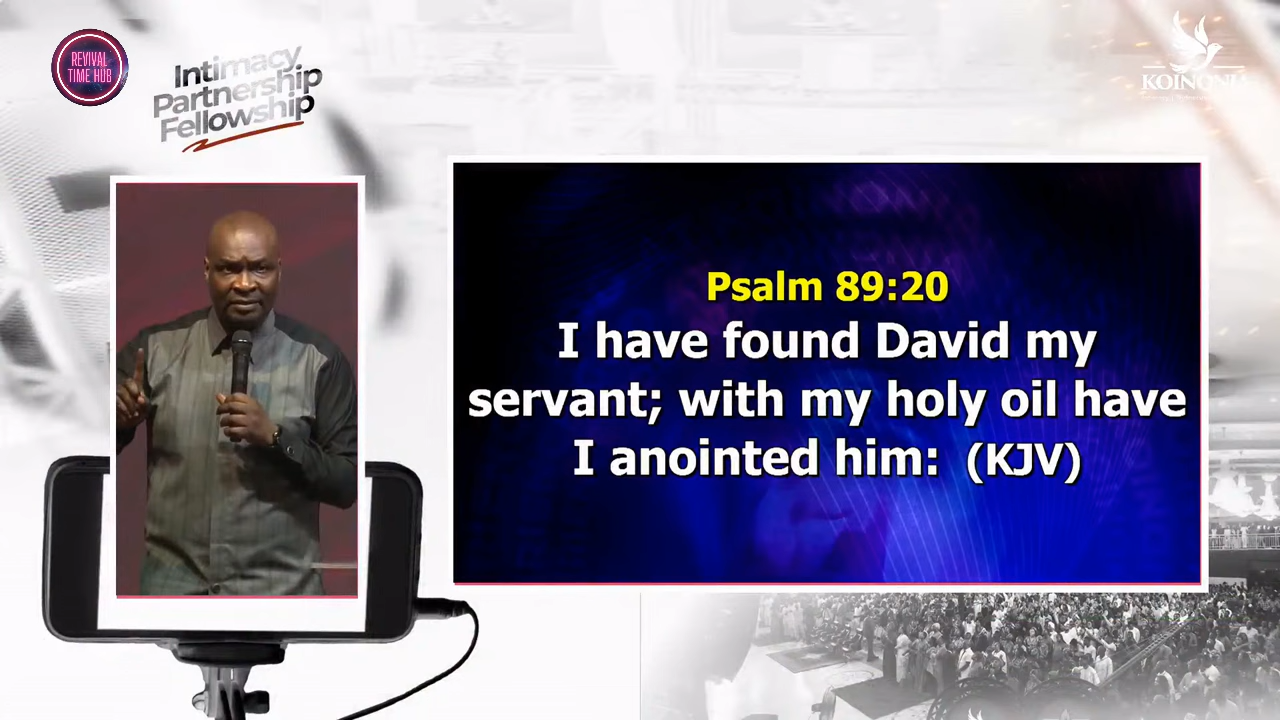 REVIVAL
TIME HUB
Intimacy
Partnership
Fellowship
KOINONIA
Psalm 89:20
I have found David my
servant; with my holy oil have
I anointed him: (KJV)